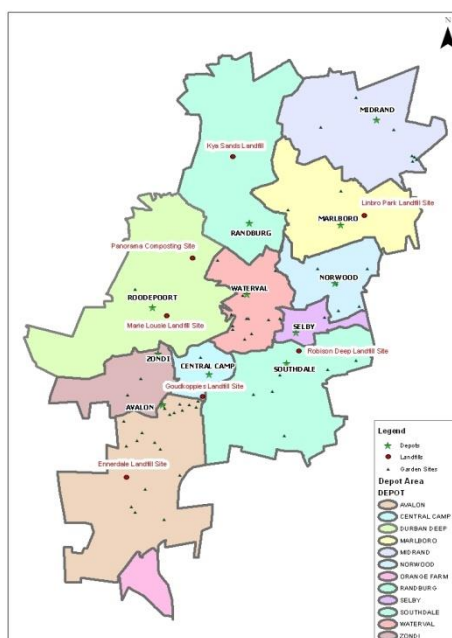 N
MIDRAND
Kya Sands Landfill
Linbro Park Landfill Site
MARLBORO
RANDBURG
Panorama Composting Site
NORWOOD
WATERVAL
ROODEPOORT
Marie Lousie Landfill Site
SELBY
Robison Deep Landfill Site
ZONDI
CENTRAL CAMP
SOUTHDALE
Goudkoppies Landfill Site
AVALON
Ennerdale Landfill Site
Legend
Depots
Landfills
Garden Sites
Depot Area
DEPOT
AVALON
CENTRAL CAMP
DURBAN DEEP
MARLBORO
MIDRAND
NORWOOD
ORANGE FARM
RANDBURG
SELBY
SOUTHDALE
WATERVAL
ZONDI